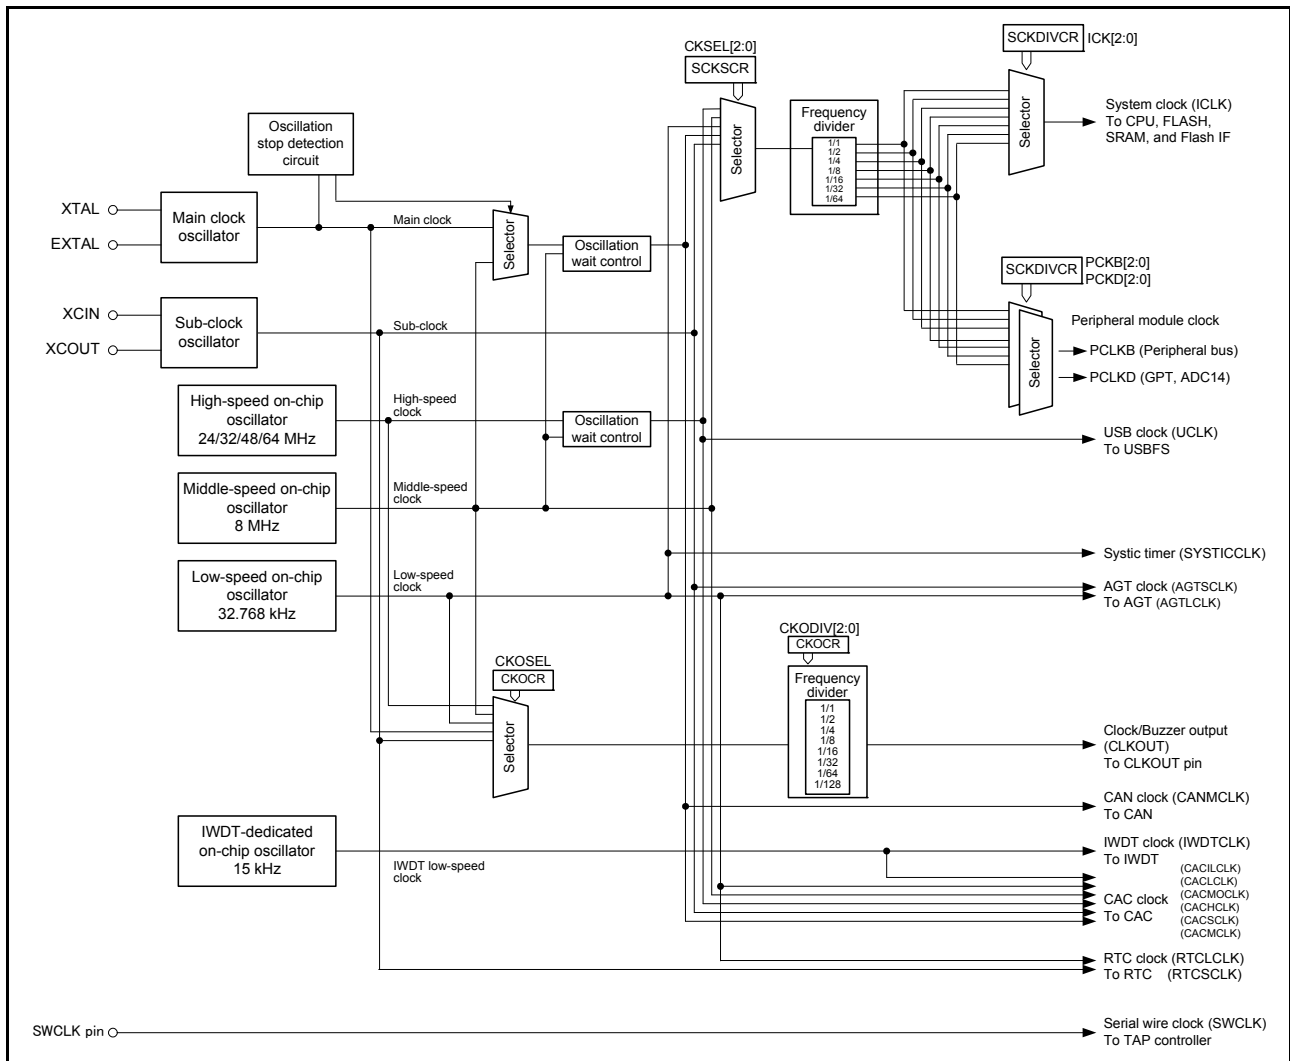 CKSEL[2:0]
SCKSCR
SCKDIVCR
ICK[2:0]
Selector
System clock (ICLK)
To CPU, FLASH,
SRAM, and Flash IF
Frequency
divider
1/1
1/2
1/4
1/8
1/16
1/32
1/64
Selector
Oscillation
stop detection
circuit
XTAL
EXTAL
Main clock
oscillator
Main clock
Selector
Oscillation
wait control
SCKDIVCR
PCKB[2:0]
PCKD[2:0]
Selector
Peripheral module clock
PCLKB (Peripheral bus)
PCLKD (GPT, ADC14)
XCIN
XCOUT
Sub-clock
oscillator
Sub-clock
High-speed on-chip
oscillator
24/32/48/64 MHz
High-speed
clock
Oscillation
wait control
USB clock (UCLK)
To USBFS
Middle-speed on-chip
oscillator
8 MHz
Middle-speed
clock
Systic timer (SYSTICCLK)
Low-speed on-chip
oscillator
32.768 kHz
Low-speed
clock
AGT clock (AGTSCLK)
To AGT (AGTLCLK)
CKOSEL
CKOCR
Selector
CKODIV[2:0]
CKOCR
Frequency
divider
1/1
1/2
1/4
1/8
1/16
1/32
1/64
1/128
Clock/Buzzer output
(CLKOUT)
To CLKOUT pin
CAN clock (CANMCLK)
To CAN
IWDT-dedicated
on-chip oscillator
15 kHz
IWDT low-speed
clock
IWDT clock (IWDTCLK)
To IWDT
CAC clock
To CAC
(CACILCLK)
(CACLCLK)
(CACMOCLK)
(CACHCLK)
(CACSCLK)
(CACMCLK)
RTC clock (RTCLCLK)
To RTC (RTCSCLK)
SWCLK pin
Serial wire clock (SWCLK)
To TAP controller